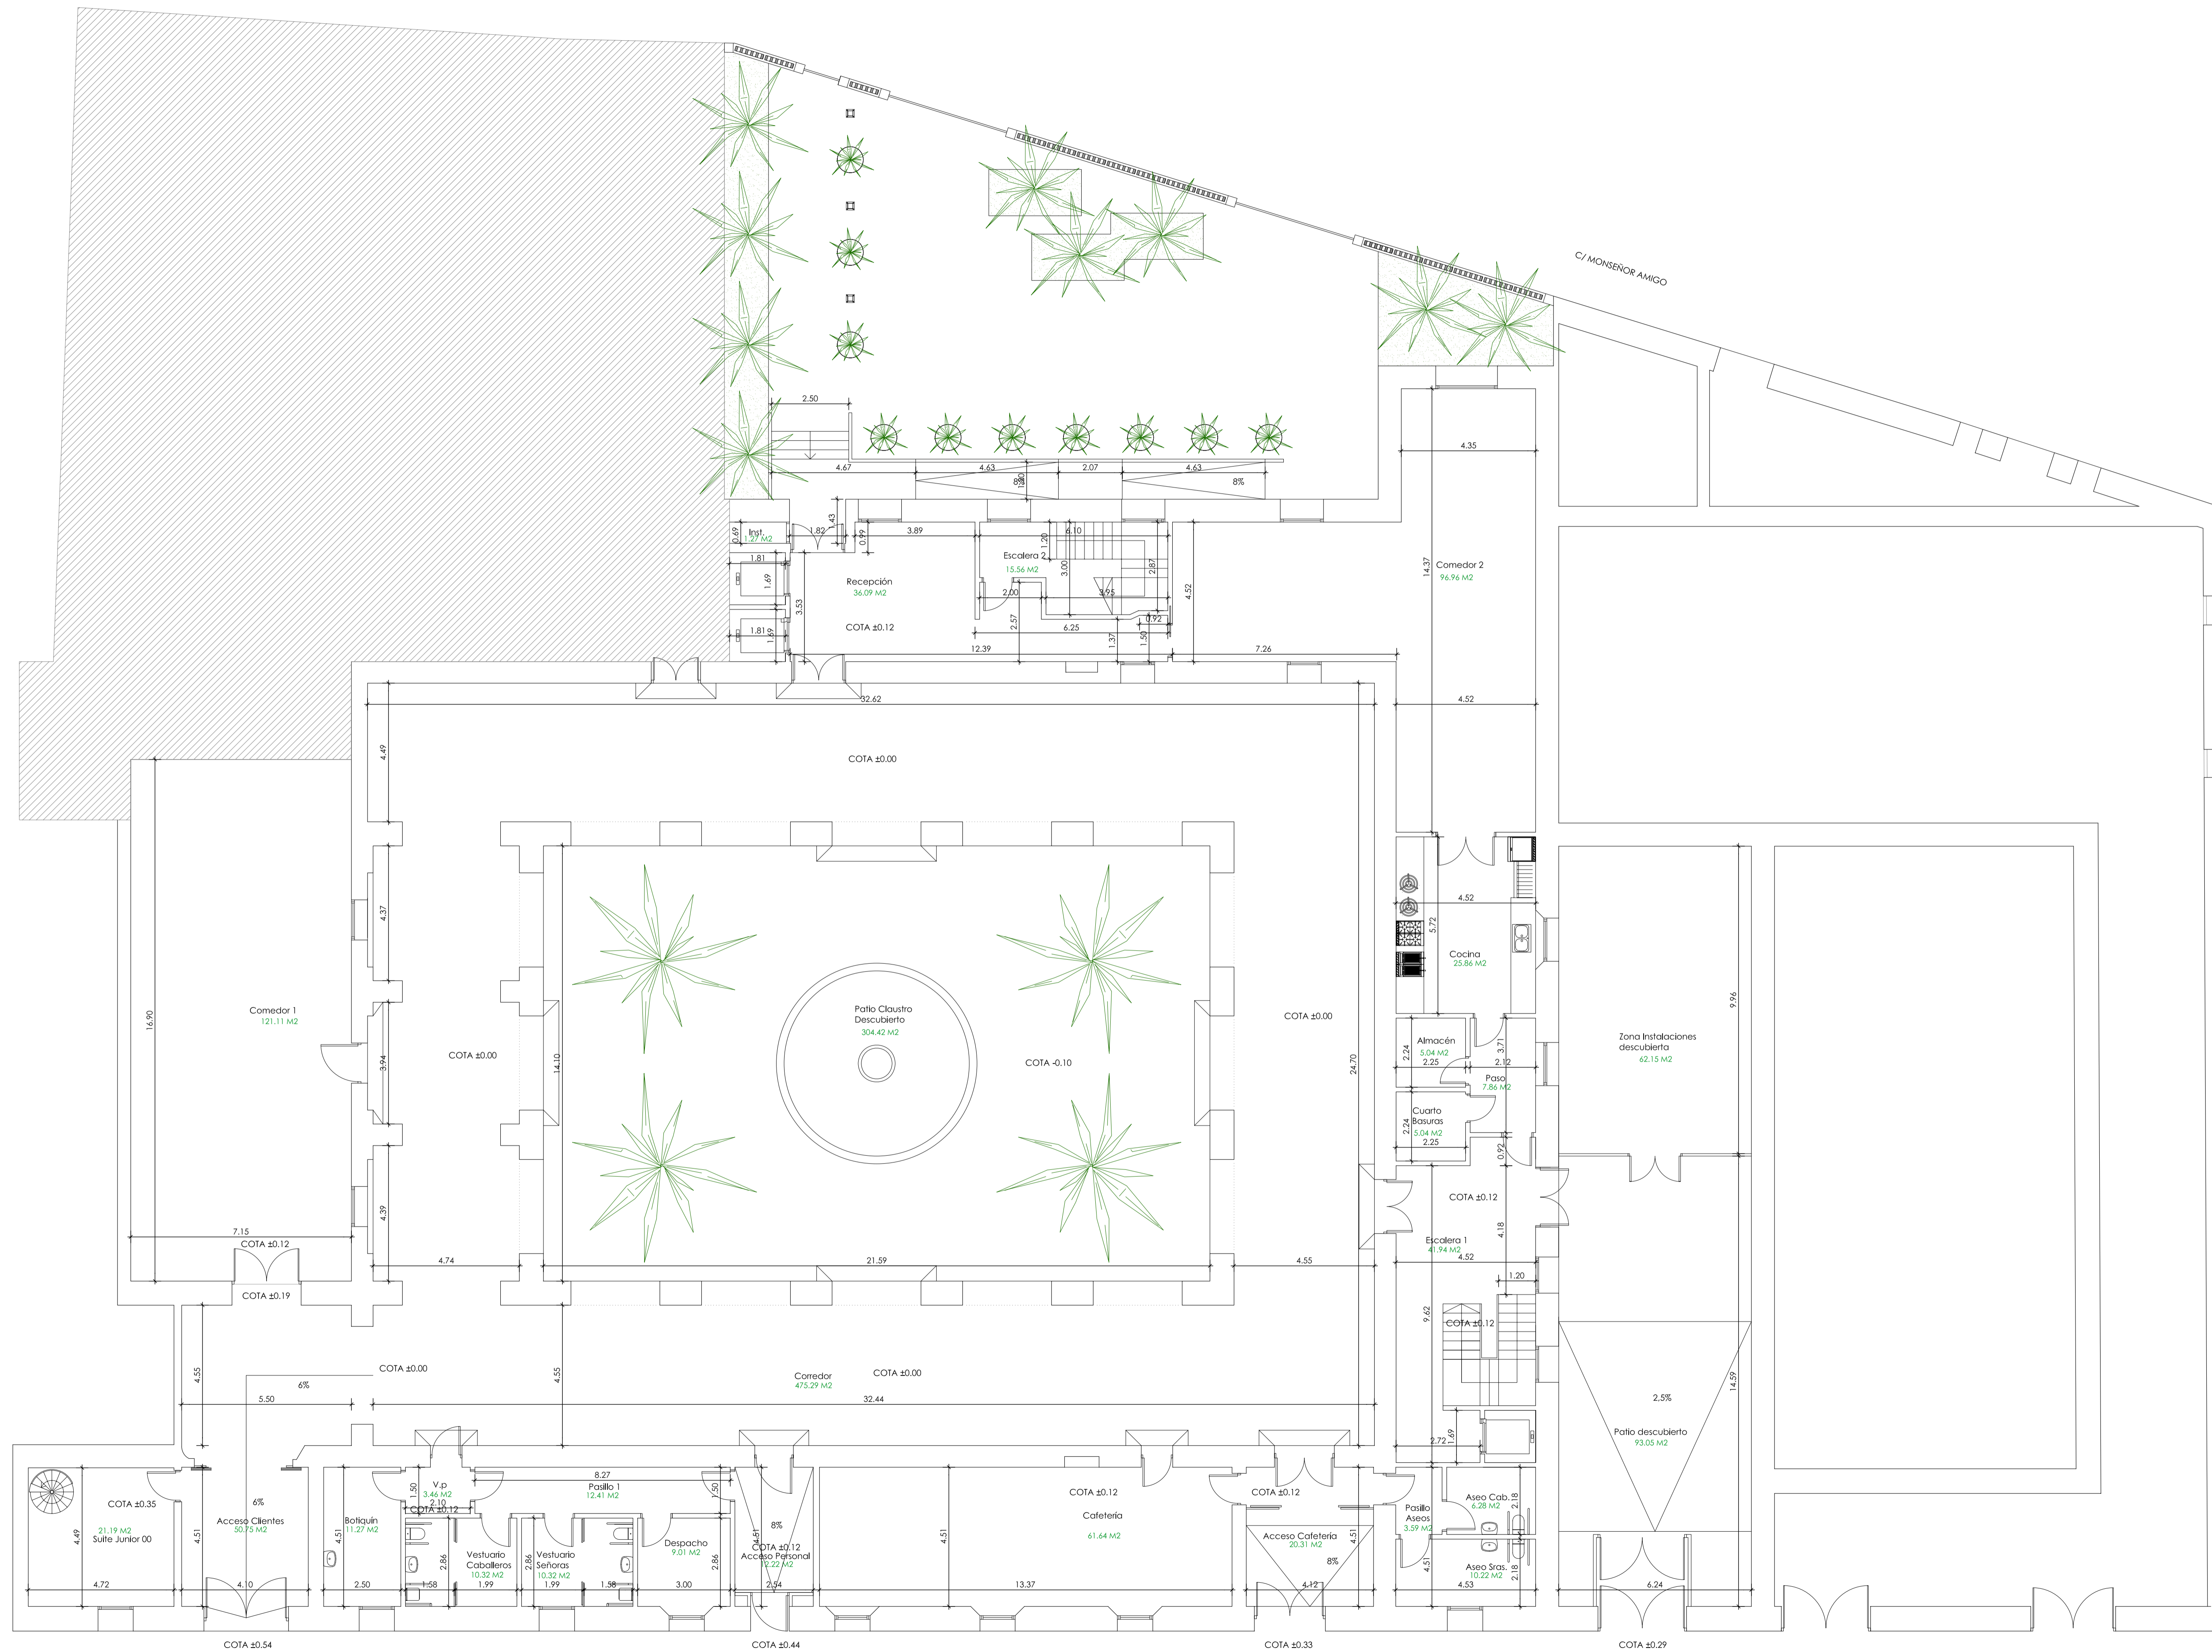 C/ MONSEÑOR AMIGO
2.50
4.35
4.67
4.63
2.07
4.63
8%
8%
1.43
Inst.
1.27 M2
0.69
1.82
0.99
3.89
6.10
1.20
Escalera 2
15.56 M2
3.00
2.87
14.37
Comedor 2
96.96 M2
1.81
1.69
Recepción
36.09 M2
3.53
2.00
3.95
4.52
2.57
0.92
COTA ±0.12
1.81
1.69
6.25
1.37
1.50
12.39
7.26
32.62
4.52
4.49
COTA ±0.00
4.37
4.52
5.72
Cocina
25.86 M2
Comedor 1
121.11 M2
16.90
Patio Claustro
Descubierto
304.42 M2
COTA ±0.00
9.96
3.94
COTA ±0.00
14.10
COTA -0.10
24.70
Almacén
5.04 M2
2.24
2.25
3.71
2.12
Zona Instalaciones
descubierta
62.15 M2
Paso
7.86 M2
Cuarto
Basuras
5.04 M2
2.24
2.25
0.92
4.39
COTA ±0.12
7.15
COTA ±0.12
4.18
Escalera 1
41.94 M2
4.52
4.74
21.59
4.55
1.20
COTA ±0.19
9.62
COTA ±0.12
4.55
COTA ±0.00
6%
4.55
Corredor
475.29 M2
COTA ±0.00
14.59
2,5%
5.50
32.44
Patio descubierto
93.05 M2
2.72
1.69
8.27
V.p
3.46 M2
1.50
2.10
COTA ±0.12
Pasillo 1
12.41 M2
1.50
COTA ±0.12
COTA ±0.12
COTA ±0.35
6%
Aseo Cab.
6.28 M2
2.18
Pasillo
Aseos
3.59 M2
Cafetería
61.64 M2
21.19 M2
Suite Junior 00
4.49
Acceso Clientes
50.75 M2
4.51
Botiquín
11.27 M2
4.51
8%
4.51
4.51
Acceso Cafetería
20.31 M2
4.51
8%
Despacho
9.01 M2
2.86
COTA ±0.12
Acceso Personal
12.22 M2
Vestuario
Caballeros
10.32 M2
2.86
Vestuario
Señoras
10.32 M2
2.86
Aseo Sras.
10.22 M2
4.51
2.18
4.72
4.10
2.50
1.58
1.99
1.99
1.58
3.00
2.54
13.37
4.12
4.53
6.24
COTA ±0.54
COTA ±0.44
COTA ±0.33
COTA ±0.29